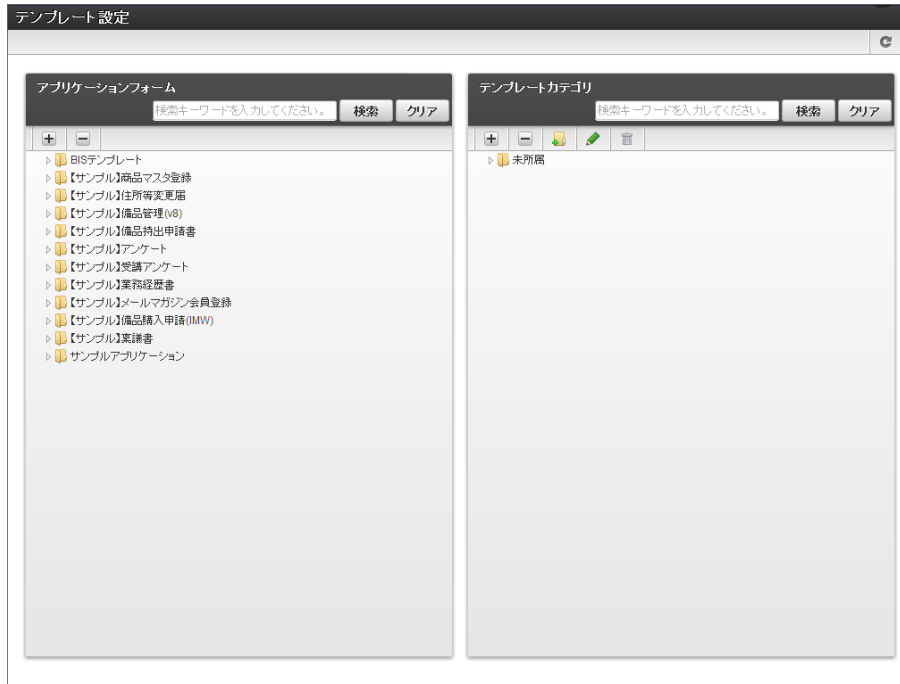 テンプレート設定
アプリケーションフォーム
検索キーワードを入力してください。 検索 クリア
BISテンプレート
【サンプル】商品マスタ登録
【サンプル】住所等変更届
【サンプル】備品管理(v8)
【サンプル】備品持出申請書
【サンプル】アンケート
【サンプル】受講アンケート
【サンプル】業務経歴書
【サンプル】メールマガジン会員登録
【サンプル】備品購入申請(IMW)
【サンプル】稟議書
サンプルアプリケーション
テンプレートカテゴリ
検索キーワードを入力してください。 検索 クリア
未所属